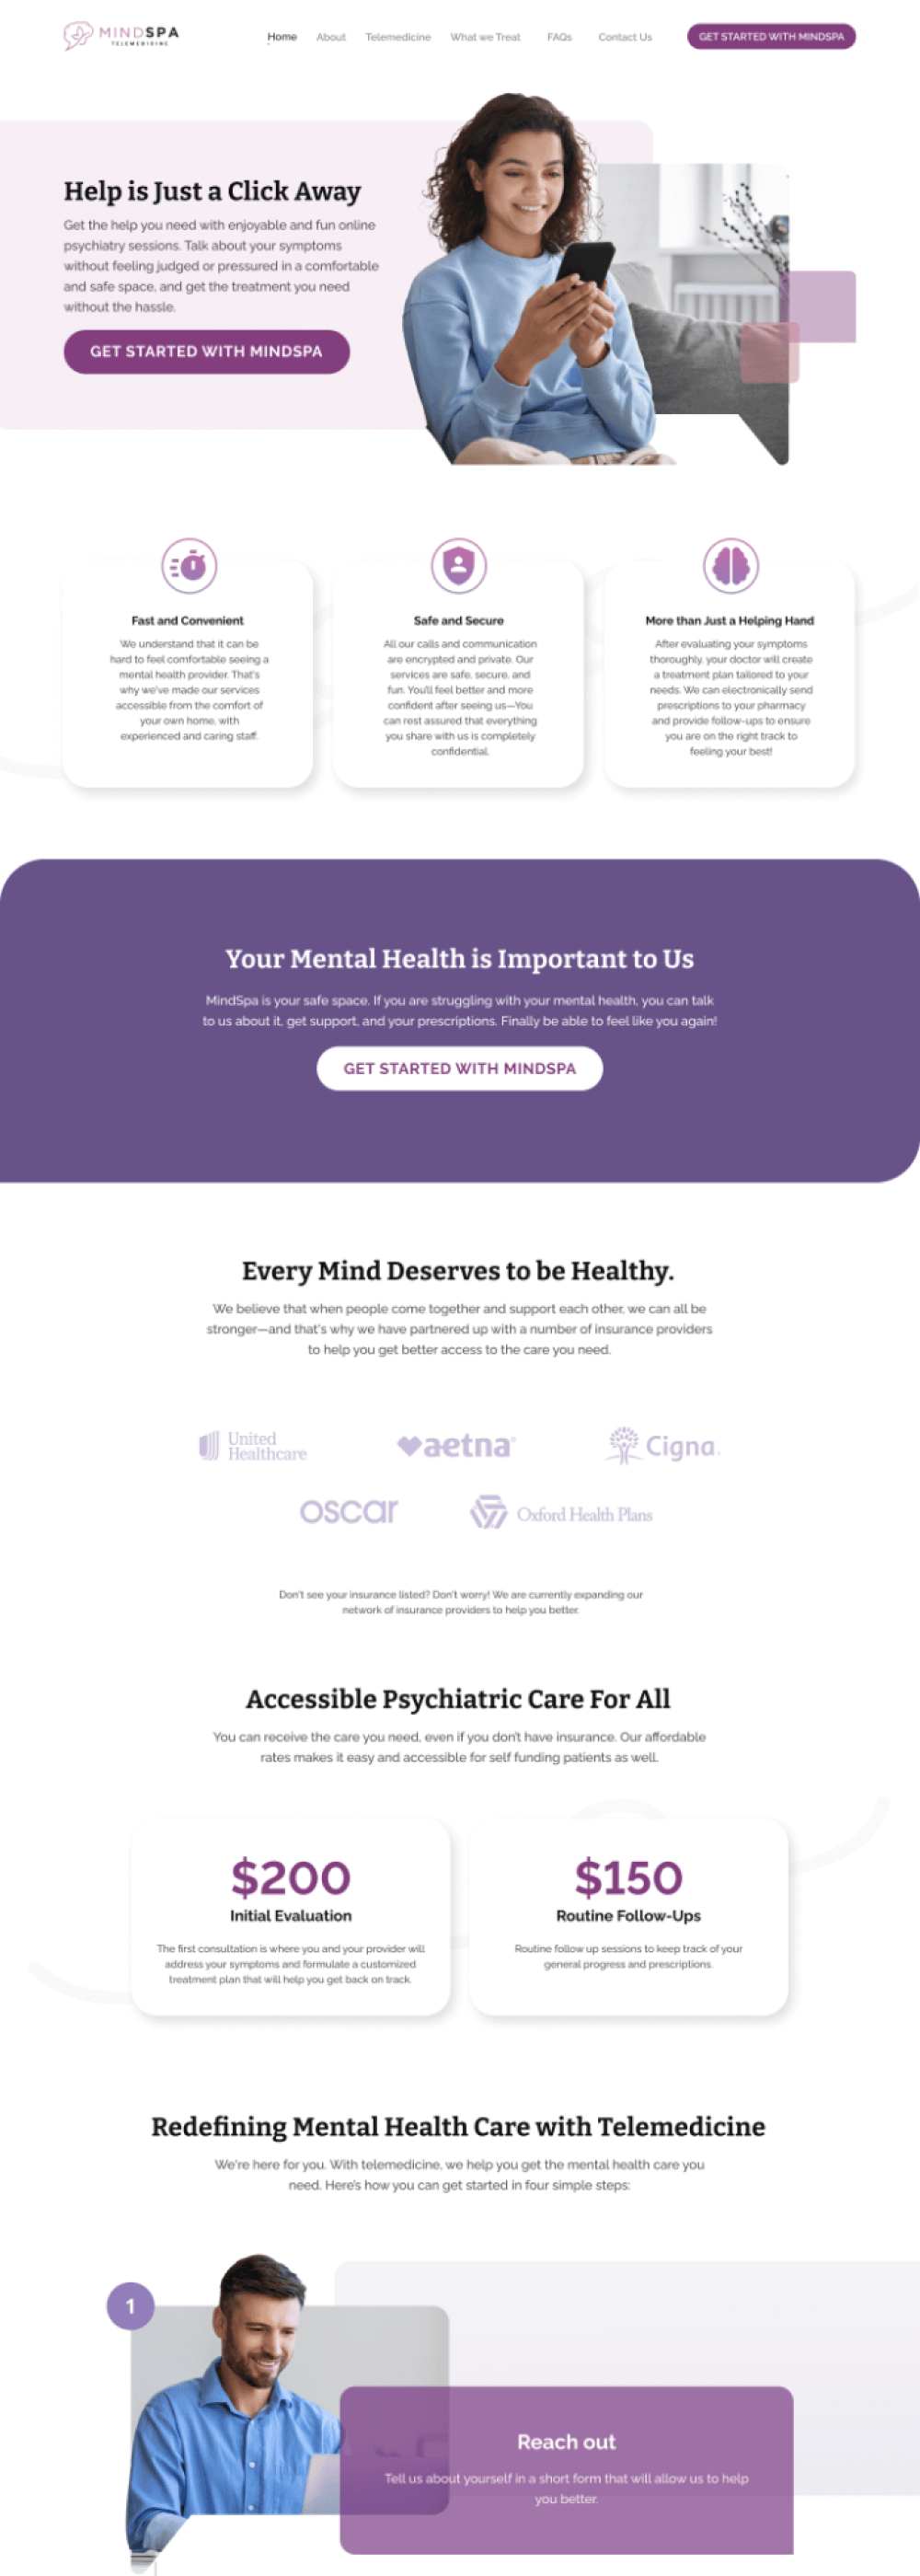 MINDSPA
TELEMEDICINE
Home About Telemedicine What we Treat FAQs Contact Us GET STARTED WITH MINDSPA
Help is Just a Click Away
Get the help you need with enjoyable and fun online
psychiatry sessions. Talk about your symptoms
without feeling judged or pressured in a comfortable
and safe space, and get the treatment you need
without the hassle.
GET STARTED WITH MINDSPA
Fast and Convenient
We understand that it can be
hard to feel comfortable seeing a
mental health provider. That's
why we've made our services
accessible from the comfort of
your own home, with
experienced and caring staff.
Safe and Secure
All our calls and communication
are encrypted and private. Our
services are safe, secure, and
fun. You'll feel better and more
confident after seeing us—You
can rest assured that everything
you share with us is completely
confidential.
More than Just a Helping Hand
After evaluating your symptoms
thoroughly, your doctor will create
a treatment plan tailored to your
needs. We can electronically send
prescriptions to your pharmacy
and provide follow-ups to ensure
you are on the right track to
feeling your best!
Your Mental Health is Important to Us
MindSpa is your safe space. If you are struggling with your mental health, you can talk
to us about it, get support, and your prescriptions. Finally be able to feel like you again!
GET STARTED WITH MINDSPA
Every Mind Deserves to be Healthy.
We believe that when people come together and support each other, we can all be
stronger—and that's why we have partnered up with a number of insurance providers
to help you get better access to the care you need.
United
Healthcare
aetna
Cigna.
oscar
Oxford Health Plans
Don't see your insurance listed? Don't worry! We are currently expanding our
network of insurance providers to help you better.
Accessible Psychiatric Care For All
You can receive the care you need, even if you don't have insurance. Our affordable
rates makes it easy and accessible for self funding patients as well.
$200
Initial Evaluation
The first consultation is where you and your provider will
address your symptoms and formulate a customized
treatment plan that will help you get back on track.
$150
Routine Follow-Ups
Routine follow up sessions to keep track of your
general progress and prescriptions.
Redefining Mental Health Care with Telemedicine
We're here for you. With telemedicine, we help you get the mental health care you
need. Here's how you can get started in four simple steps:
1
Reach out
Tell us about yourself in a short form that will allow us to help
you better.